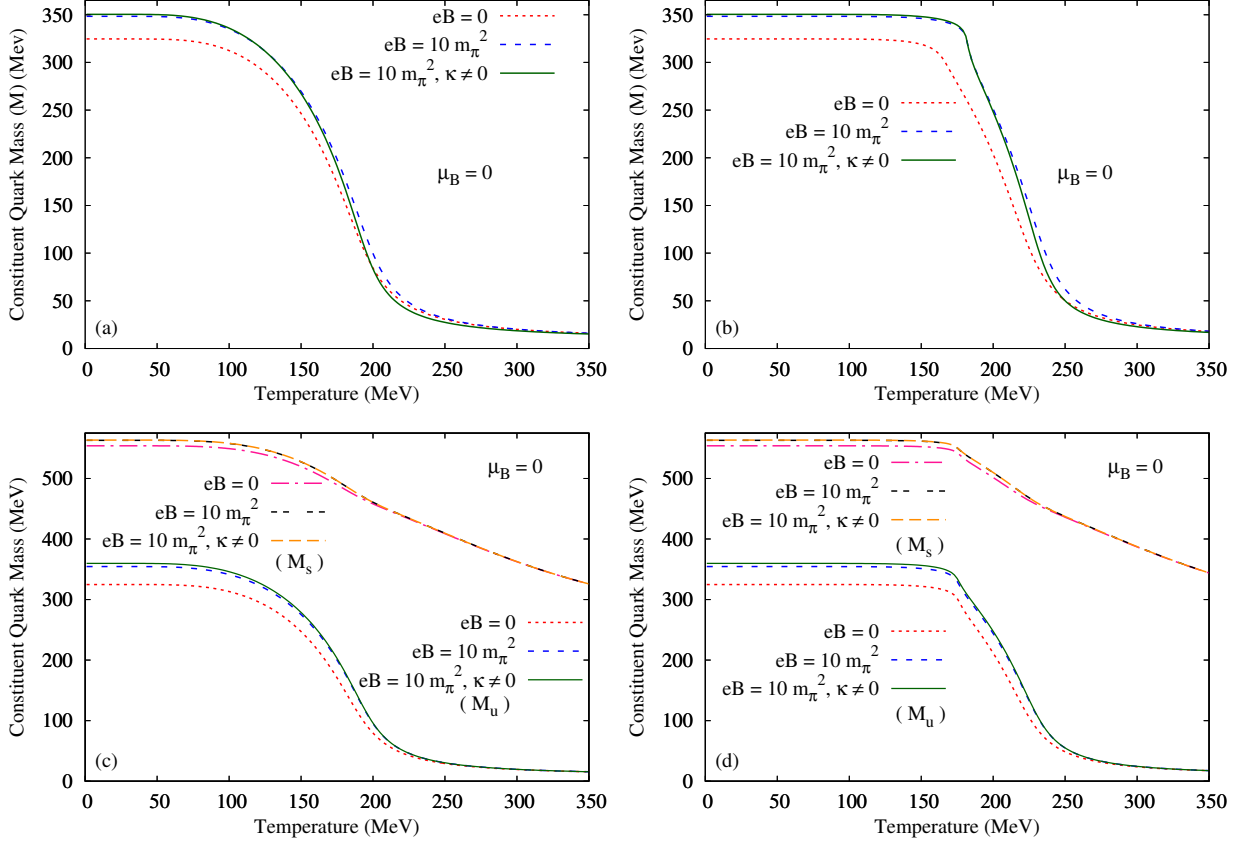 Constituent Quark Mass (M) (Mev)
350
300
250
200
150
100
50
0
eB = 0
eB = 10 m_π^2
eB = 10 m_π^2, κ ≠ 0
μ_B = 0
(a)
0 50 100 150 200 250 300 350
Temperature (MeV)
Constituent Quark Mass (M) (Mev)
350
300
250
200
150
100
50
0
eB = 0
eB = 10 m_π^2
eB = 10 m_π^2, κ ≠ 0
μ_B = 0
(b)
0 50 100 150 200 250 300 350
Temperature (MeV)
Constituent Quark Mass (MeV)
500
400
300
200
100
0
μ_B = 0
eB = 0
eB = 10 m_π^2
eB = 10 m_π^2, κ ≠ 0
( M_s )
eB = 0
eB = 10 m_π^2
eB = 10 m_π^2, κ ≠ 0
( M_u )
(c)
0 50 100 150 200 250 300 350
Temperature (MeV)
Constituent Quark Mass (MeV)
500
400
300
200
100
0
eB = 0
μ_B = 0
eB = 10 m_π^2
eB = 10 m_π^2, κ ≠ 0
( M_s )
eB = 0
eB = 10 m_π^2
eB = 10 m_π^2, κ ≠ 0
( M_u )
(d)
0 50 100 150 200 250 300 350
Temperature (MeV)